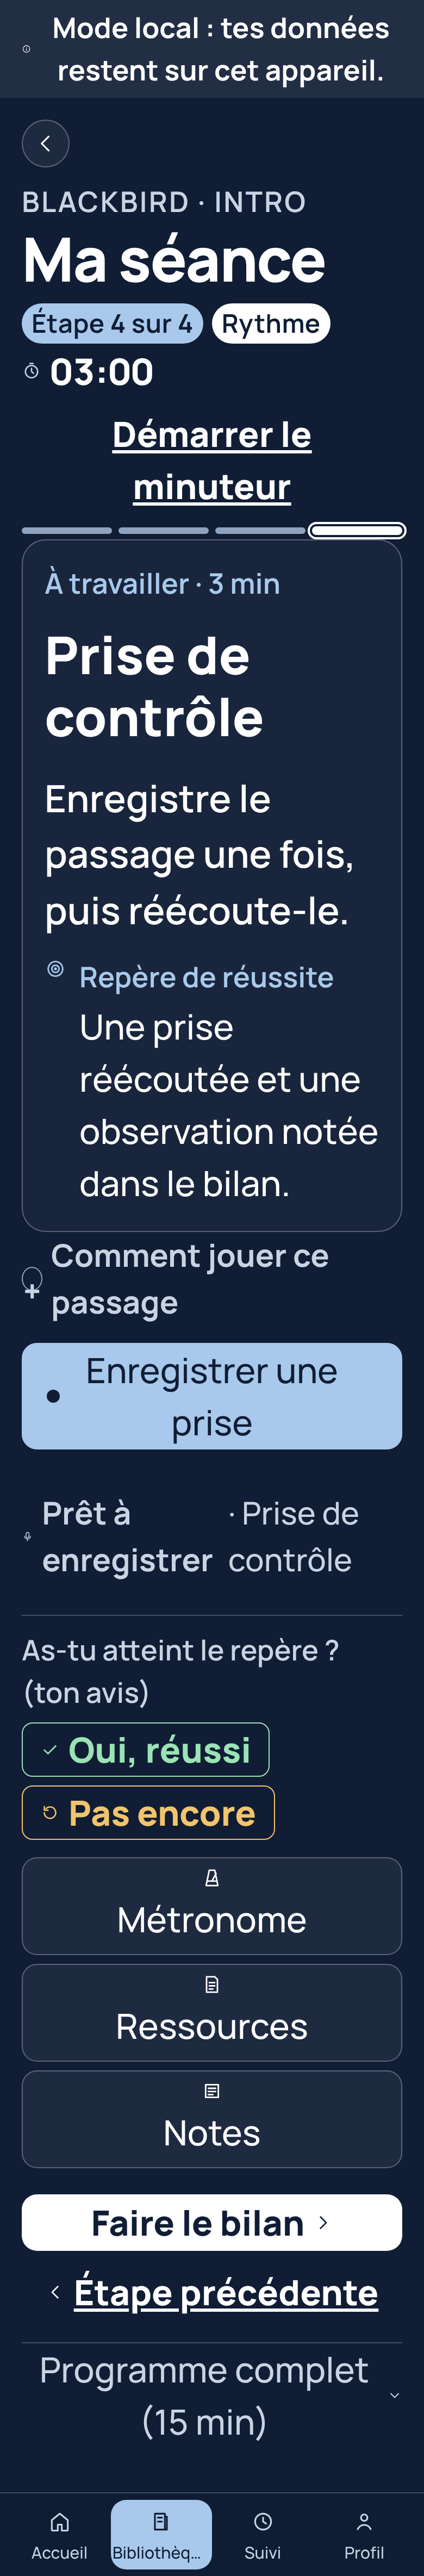 Mode local : tes données
restent sur cet appareil.
BLACKBIRD · INTRO
Ma séance
Étape 4 sur 4
Rythme
03:00
Démarrer le
minuteur
À travailler · 3 min
Prise de
contrôle
Enregistre le
passage une fois,
puis réécoute-le.
Repère de réussite
Une prise
réécoutée et une
observation notée
dans le bilan.
Comment jouer ce
passage
Enregistrer une
prise
Prêt à
enregistrer
· Prise de
contrôle
As-tu atteint le repère ?
(ton avis)
Oui, réussi
Pas encore
Métronome
Ressources
Notes
Faire le bilan
Étape précédente
Programme complet
(15 min)
Accueil
Bibliothèq...
Suivi
Profil